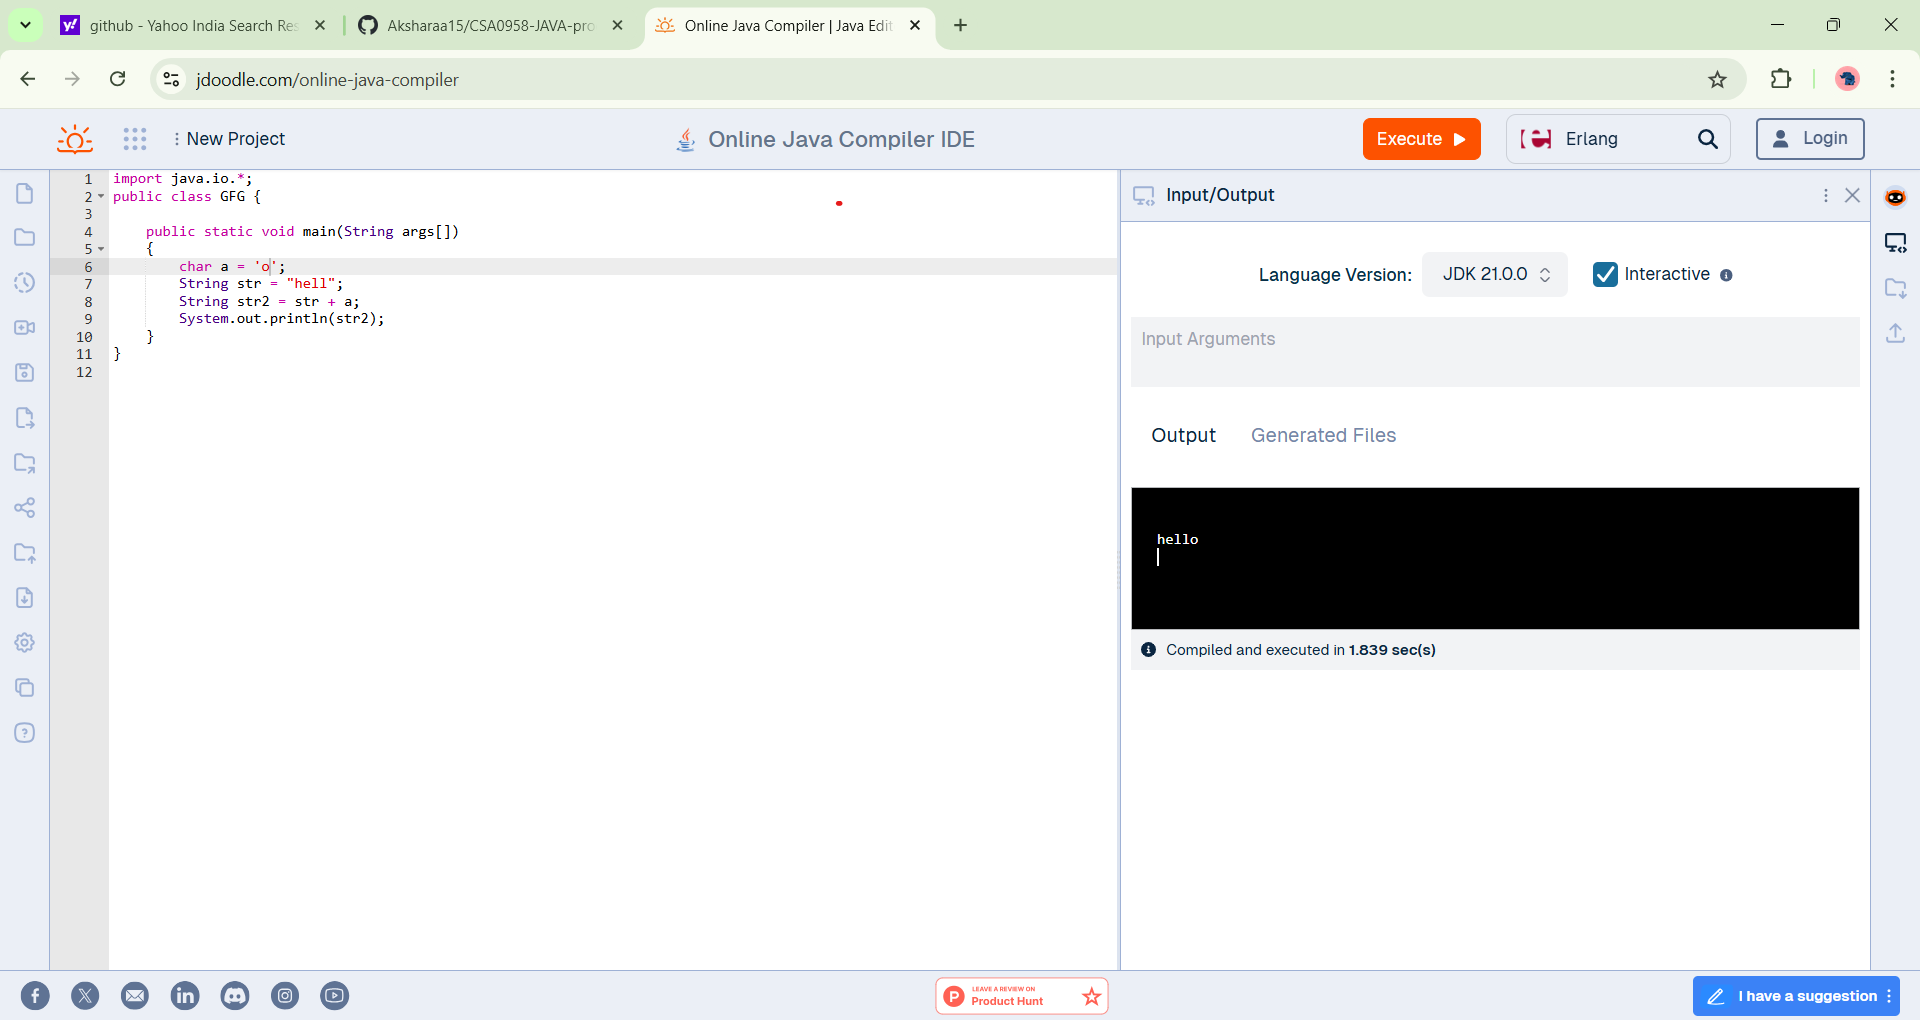 github - Yahoo India Search Res
Aksharaa15/CSA0958-JAVA-pro
Online Java Compiler | Java Edit
jdoodle.com/online-java-compiler
New Project
Online Java Compiler IDE
Execute
Erlang
Login
1 import java.io.*;
2 public class GFG {
3
4 public static void main(String args[])
5 {
6 char a = 'o';
7 String str = "hell";
8 String str2 = str + a;
9 System.out.println(str2);
10 }
11 }
12
Input/Output
Language Version: JDK 21.0.0 Interactive
Input Arguments
Output Generated Files
hello
Compiled and executed in 1.839 sec(s)
LEAVE A REVIEW ON
Product Hunt
I have a suggestion